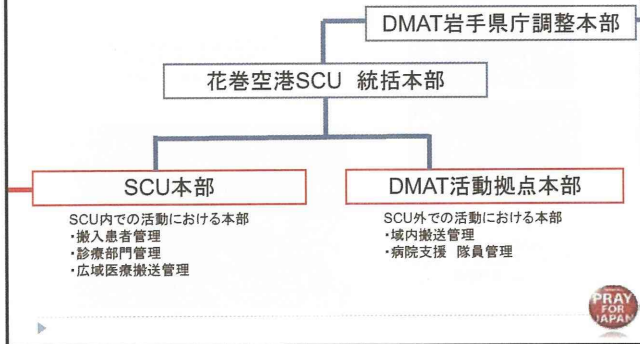 DMAT岩手県庁調整本部
花巻空港SCU 統括本部
SCU本部
SCU内での活動における本部
・搬入患者管理
・診療部門管理
・広域医療搬送管理
DMAT活動拠点本部
SCU外での活動における本部
・域内搬送管理
・病院支援 隊員管理
PRAY
FOR
JAPAN